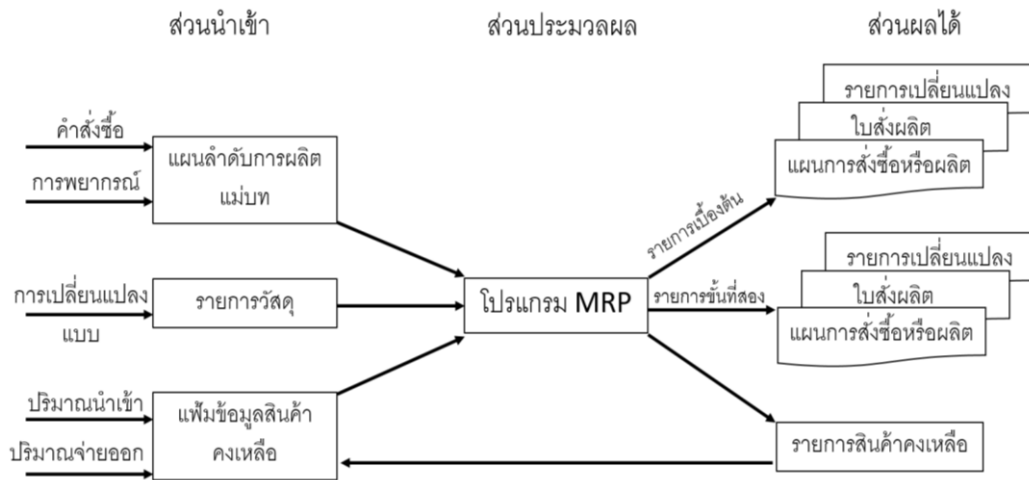 ส่วนนำเข้า
ส่วนประมวลผล
ส่วนผลได้
คำสั่งซื้อ
การพยากรณ์
แผนลำดับการผลิต
แม่บท
การเปลี่ยนแปลง
แบบ
รายการวัสดุ
ปริมาณนำเข้า
ปริมาณจ่ายออก
แฟ้มข้อมูลสินค้า
คงเหลือ
โปรแกรม MRP
รายการเบื้องต้น
รายการขั้นที่สอง
รายการเปลี่ยนแปลง
ใบสั่งผลิต
แผนการสั่งซื้อหรือผลิต
รายการเปลี่ยนแปลง
ใบสั่งผลิต
แผนการสั่งซื้อหรือผลิต
รายการสินค้าคงเหลือ